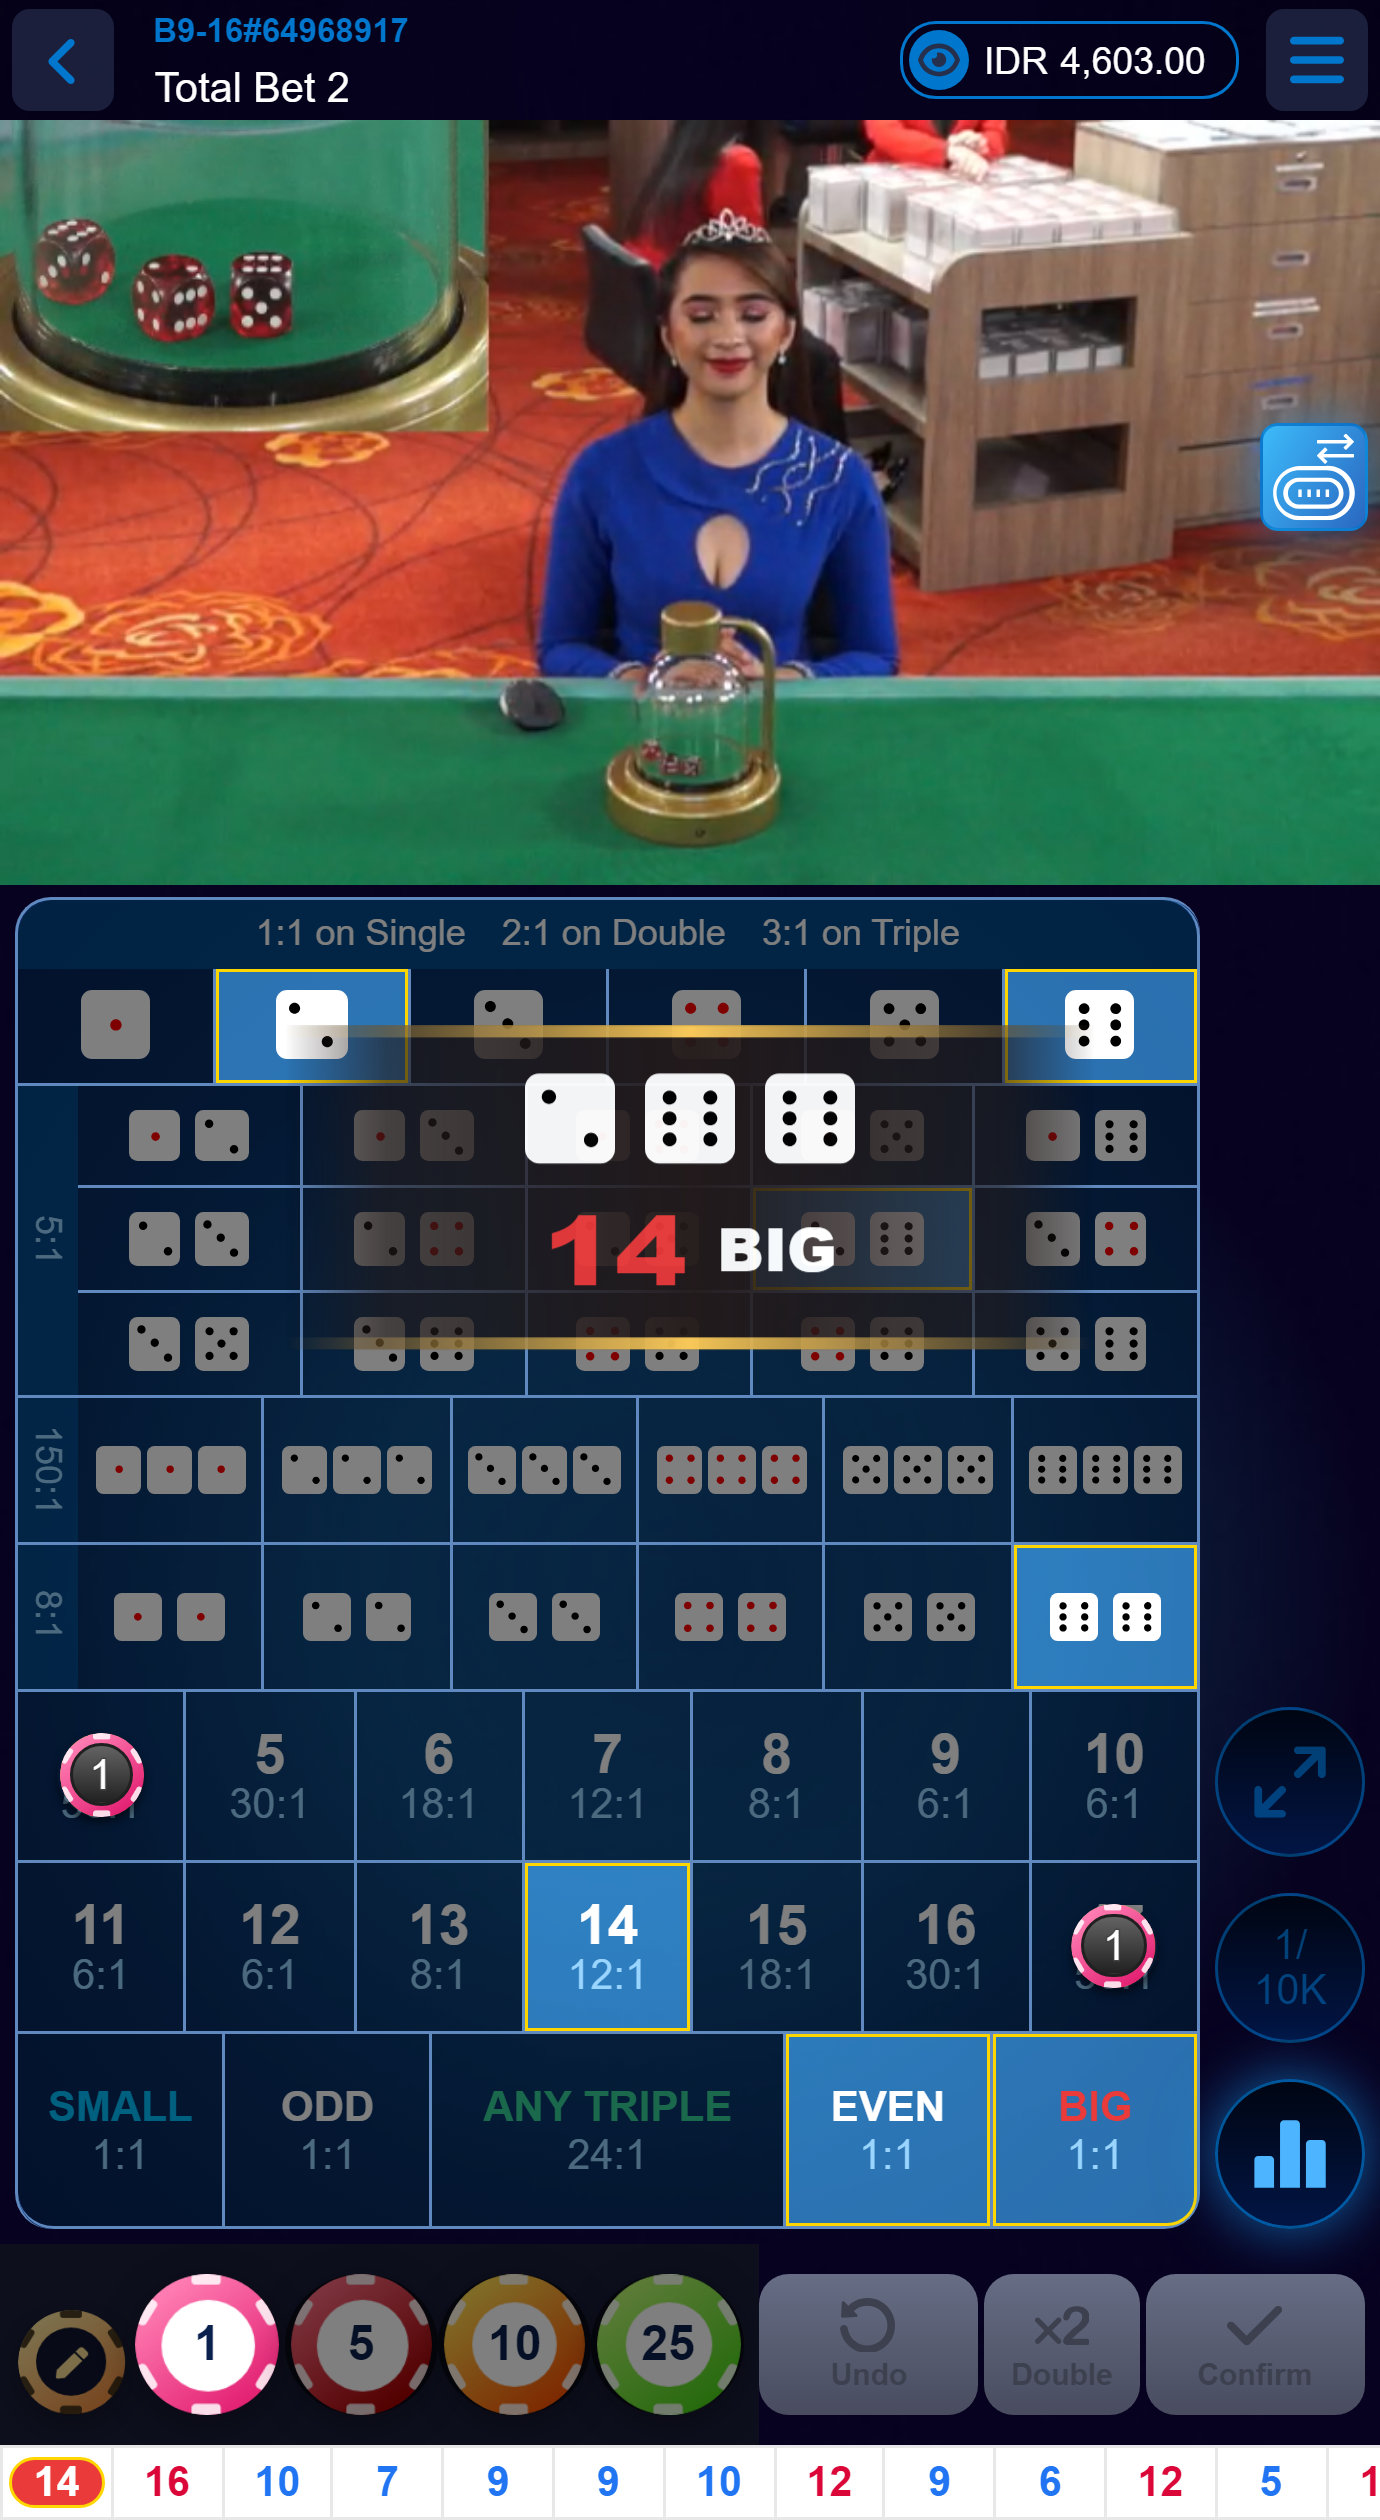 B9-16#64968917
Total Bet 2
IDR 4,603.00
1:1 on Single 2:1 on Double 3:1 on Triple
5:1
14 BIG
150:1
8:1
1
5 6 7 8 9 10
30:1 18:1 12:1 8:1 6:1 6:1
11 12 13 14 15 16
1
6:1 6:1 8:1 12:1 18:1 30:1
1/
10K
SMALL ODD ANY TRIPLE EVEN BIG
1:1 1:1 24:1 1:1 1:1
1 5 10 25
x2
Undo Double Confirm
14 16 10 7 9 9 10 12 9 6 12 5